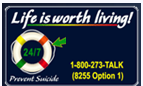 Life is worth living!
24/7
1-800-273-TALK
(8255 Option 1)
Prevent Suicide